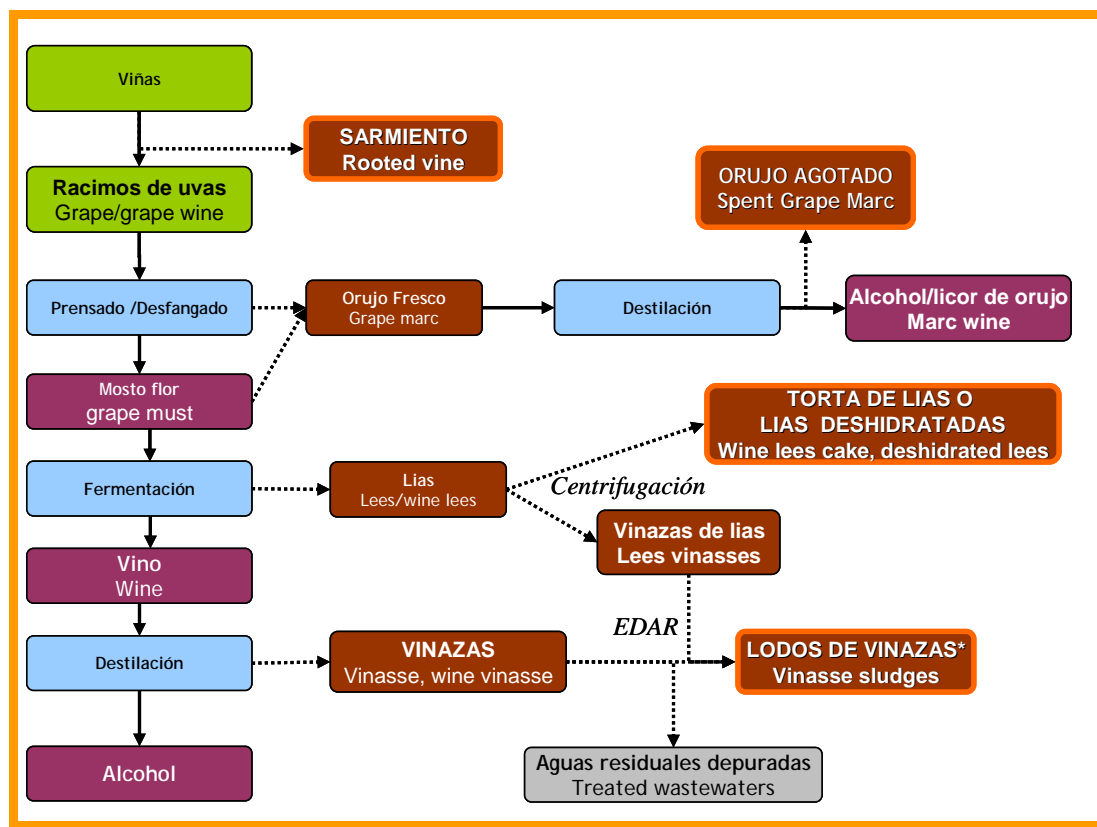 Viñas
SARMIENTO
Rooted vine
ORUJO AGOTADO
Spent Grape Marc
Racimos de uvas
Grape/grape wine
Prensado /Desfangado
Orujo Fresco
Grape marc
Destilación
Alcohol/licor de orujo
Marc wine
Mosto flor
grape must
TORTA DE LIAS O
LIAS DESHIDRATADAS
Wine lees cake, deshidrated lees
Fermentación
Lias
Lees/wine lees
Centrifugación
Vinazas de lias
Lees vinasses
Vino
Wine
EDAR
Destilación
VINAZAS
Vinasse, wine vinasse
LODOS DE VINAZAS*
Vinasse sludges
Alcohol
Aguas residuales depuradas
Treated wastewaters